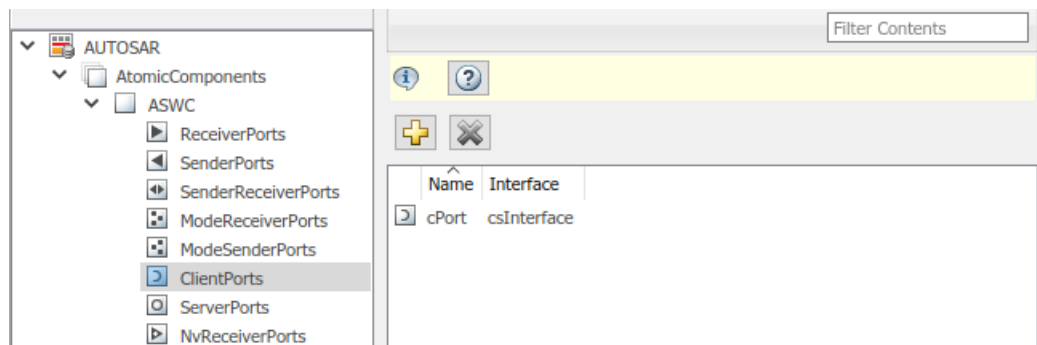 Filter Contents
AUTOSAR
AtomicComponents
ASWC
ReceiverPorts
SenderPorts
SenderReceiverPorts
ModeReceiverPorts
ModeSenderPorts
ClientPorts
ServerPorts
NvReceiverPorts
Name Interface
cPort csInterface